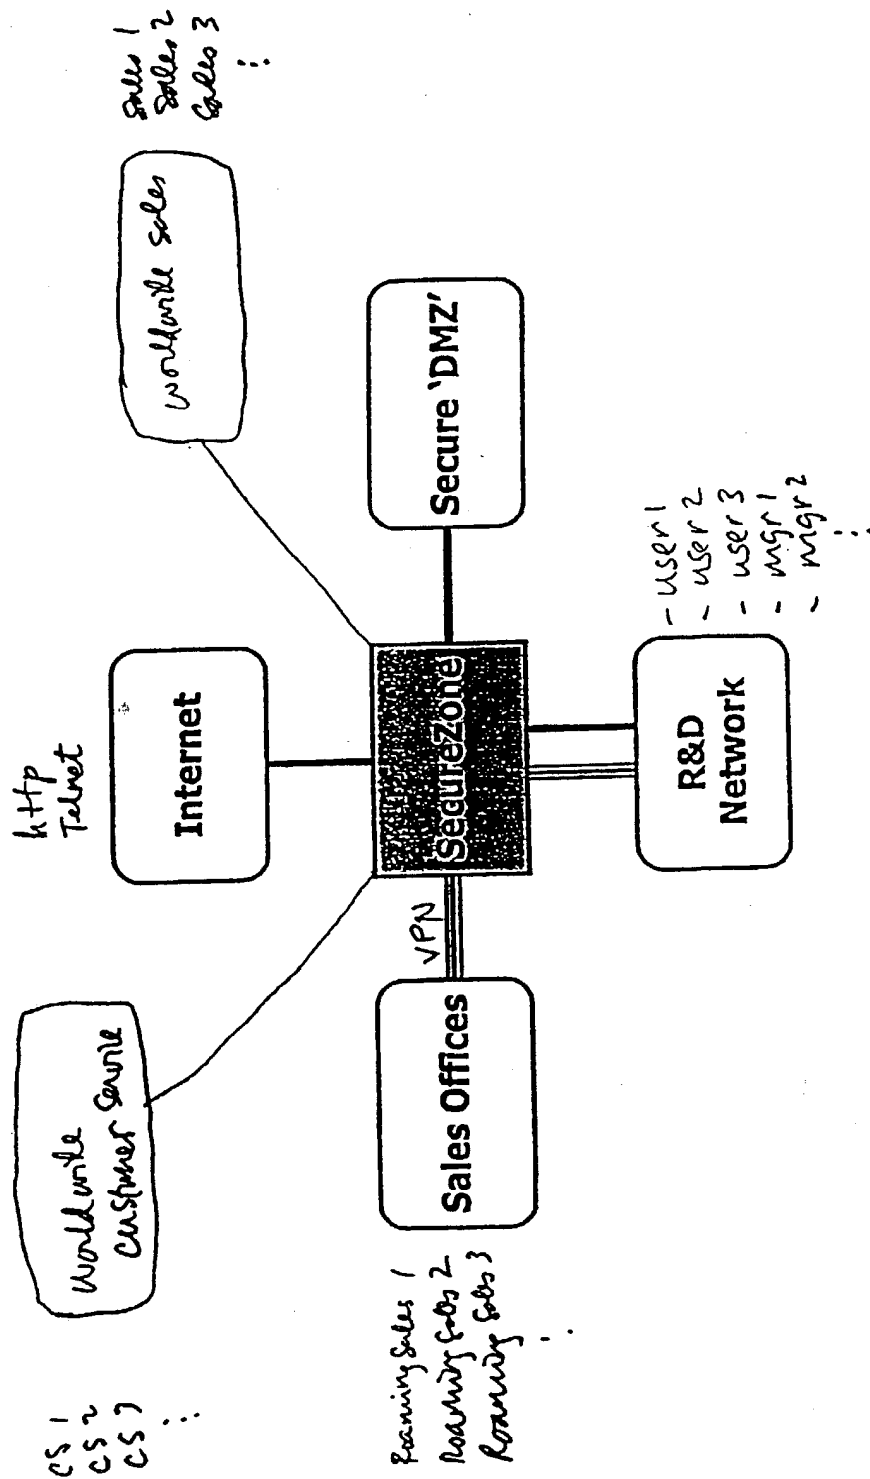 CS 1
CS 2
CS 3
⋮
worldwide
customer service
http
Telnet
Internet
worldwide sales
Sales 1
Sales 2
Sales 3
⋮
Roaming Sales 1
Roaming Sales 2
Roaming Sales 3
⋮
Sales Offices
VPN
SecureZone
Secure 'DMZ'
R&D
Network
- user 1
- user 2
- user 3
- mgr 1
- mgr 2
⋮